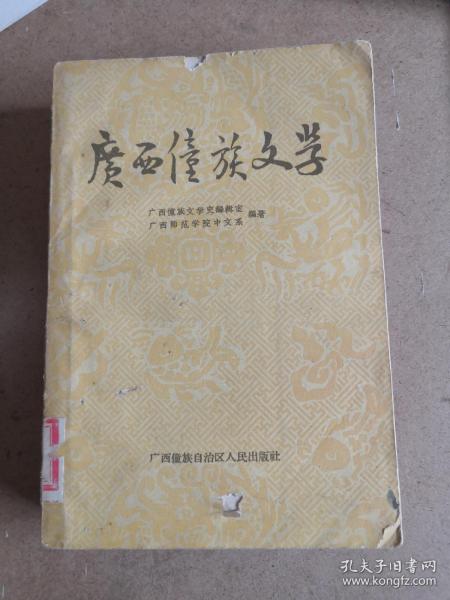 廣西僮族文学
广西僮族文学史编辑室
广西师范学院中文系
编著
广西僮族自治区人民出版社
孔夫子旧书网
www.kongfz.com